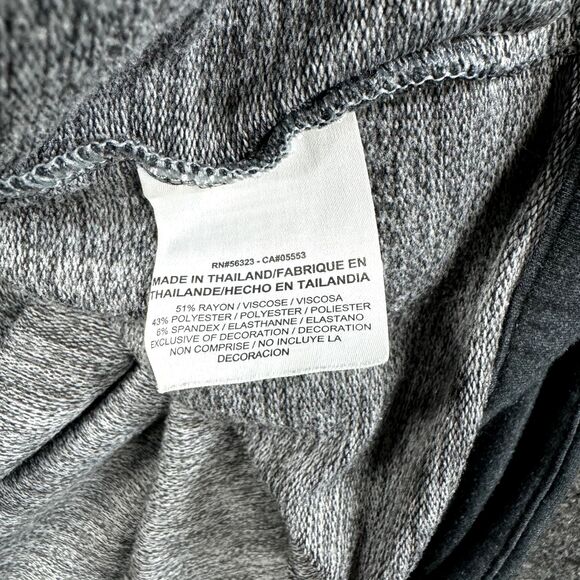 RN#56323 - CA#05553
MADE IN THAILAND/FABRIQUE EN
THAILANDE/HECHO EN TAILANDIA
51% RAYON / VISCOSE / VISCOSA
43% POLYESTER / POLYESTER / POLIESTER
6% SPANDEX / ELASTHANNE / ELASTANO
EXCLUSIVE OF DECORATION / DECORATION
NON COMPRISE / NO INCLUYE LA
DECORACION